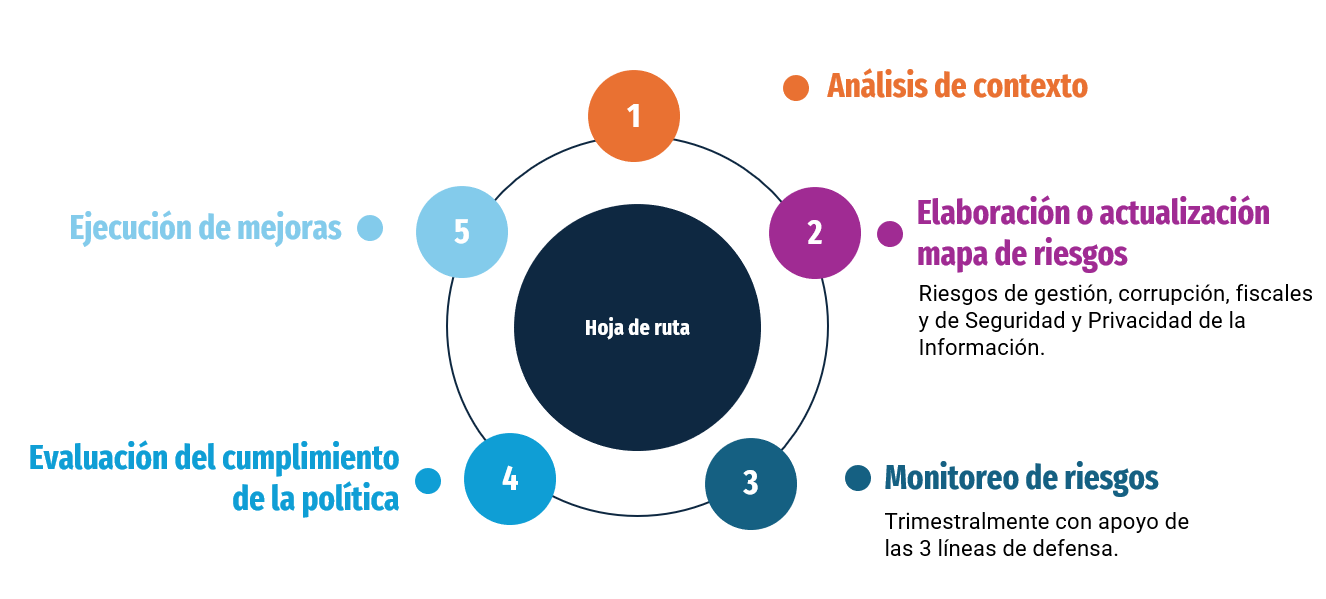 1
Análisis de contexto
2
Elaboración o actualización
mapa de riesgos
Riesgos de gestión, corrupción, fiscales
y de Seguridad y Privacidad de la
Información.
3
Monitoreo de riesgos
Trimestralmente con apoyo de
las 3 líneas de defensa.
4
Evaluación del cumplimiento
de la política
5
Ejecución de mejoras
Hoja de ruta